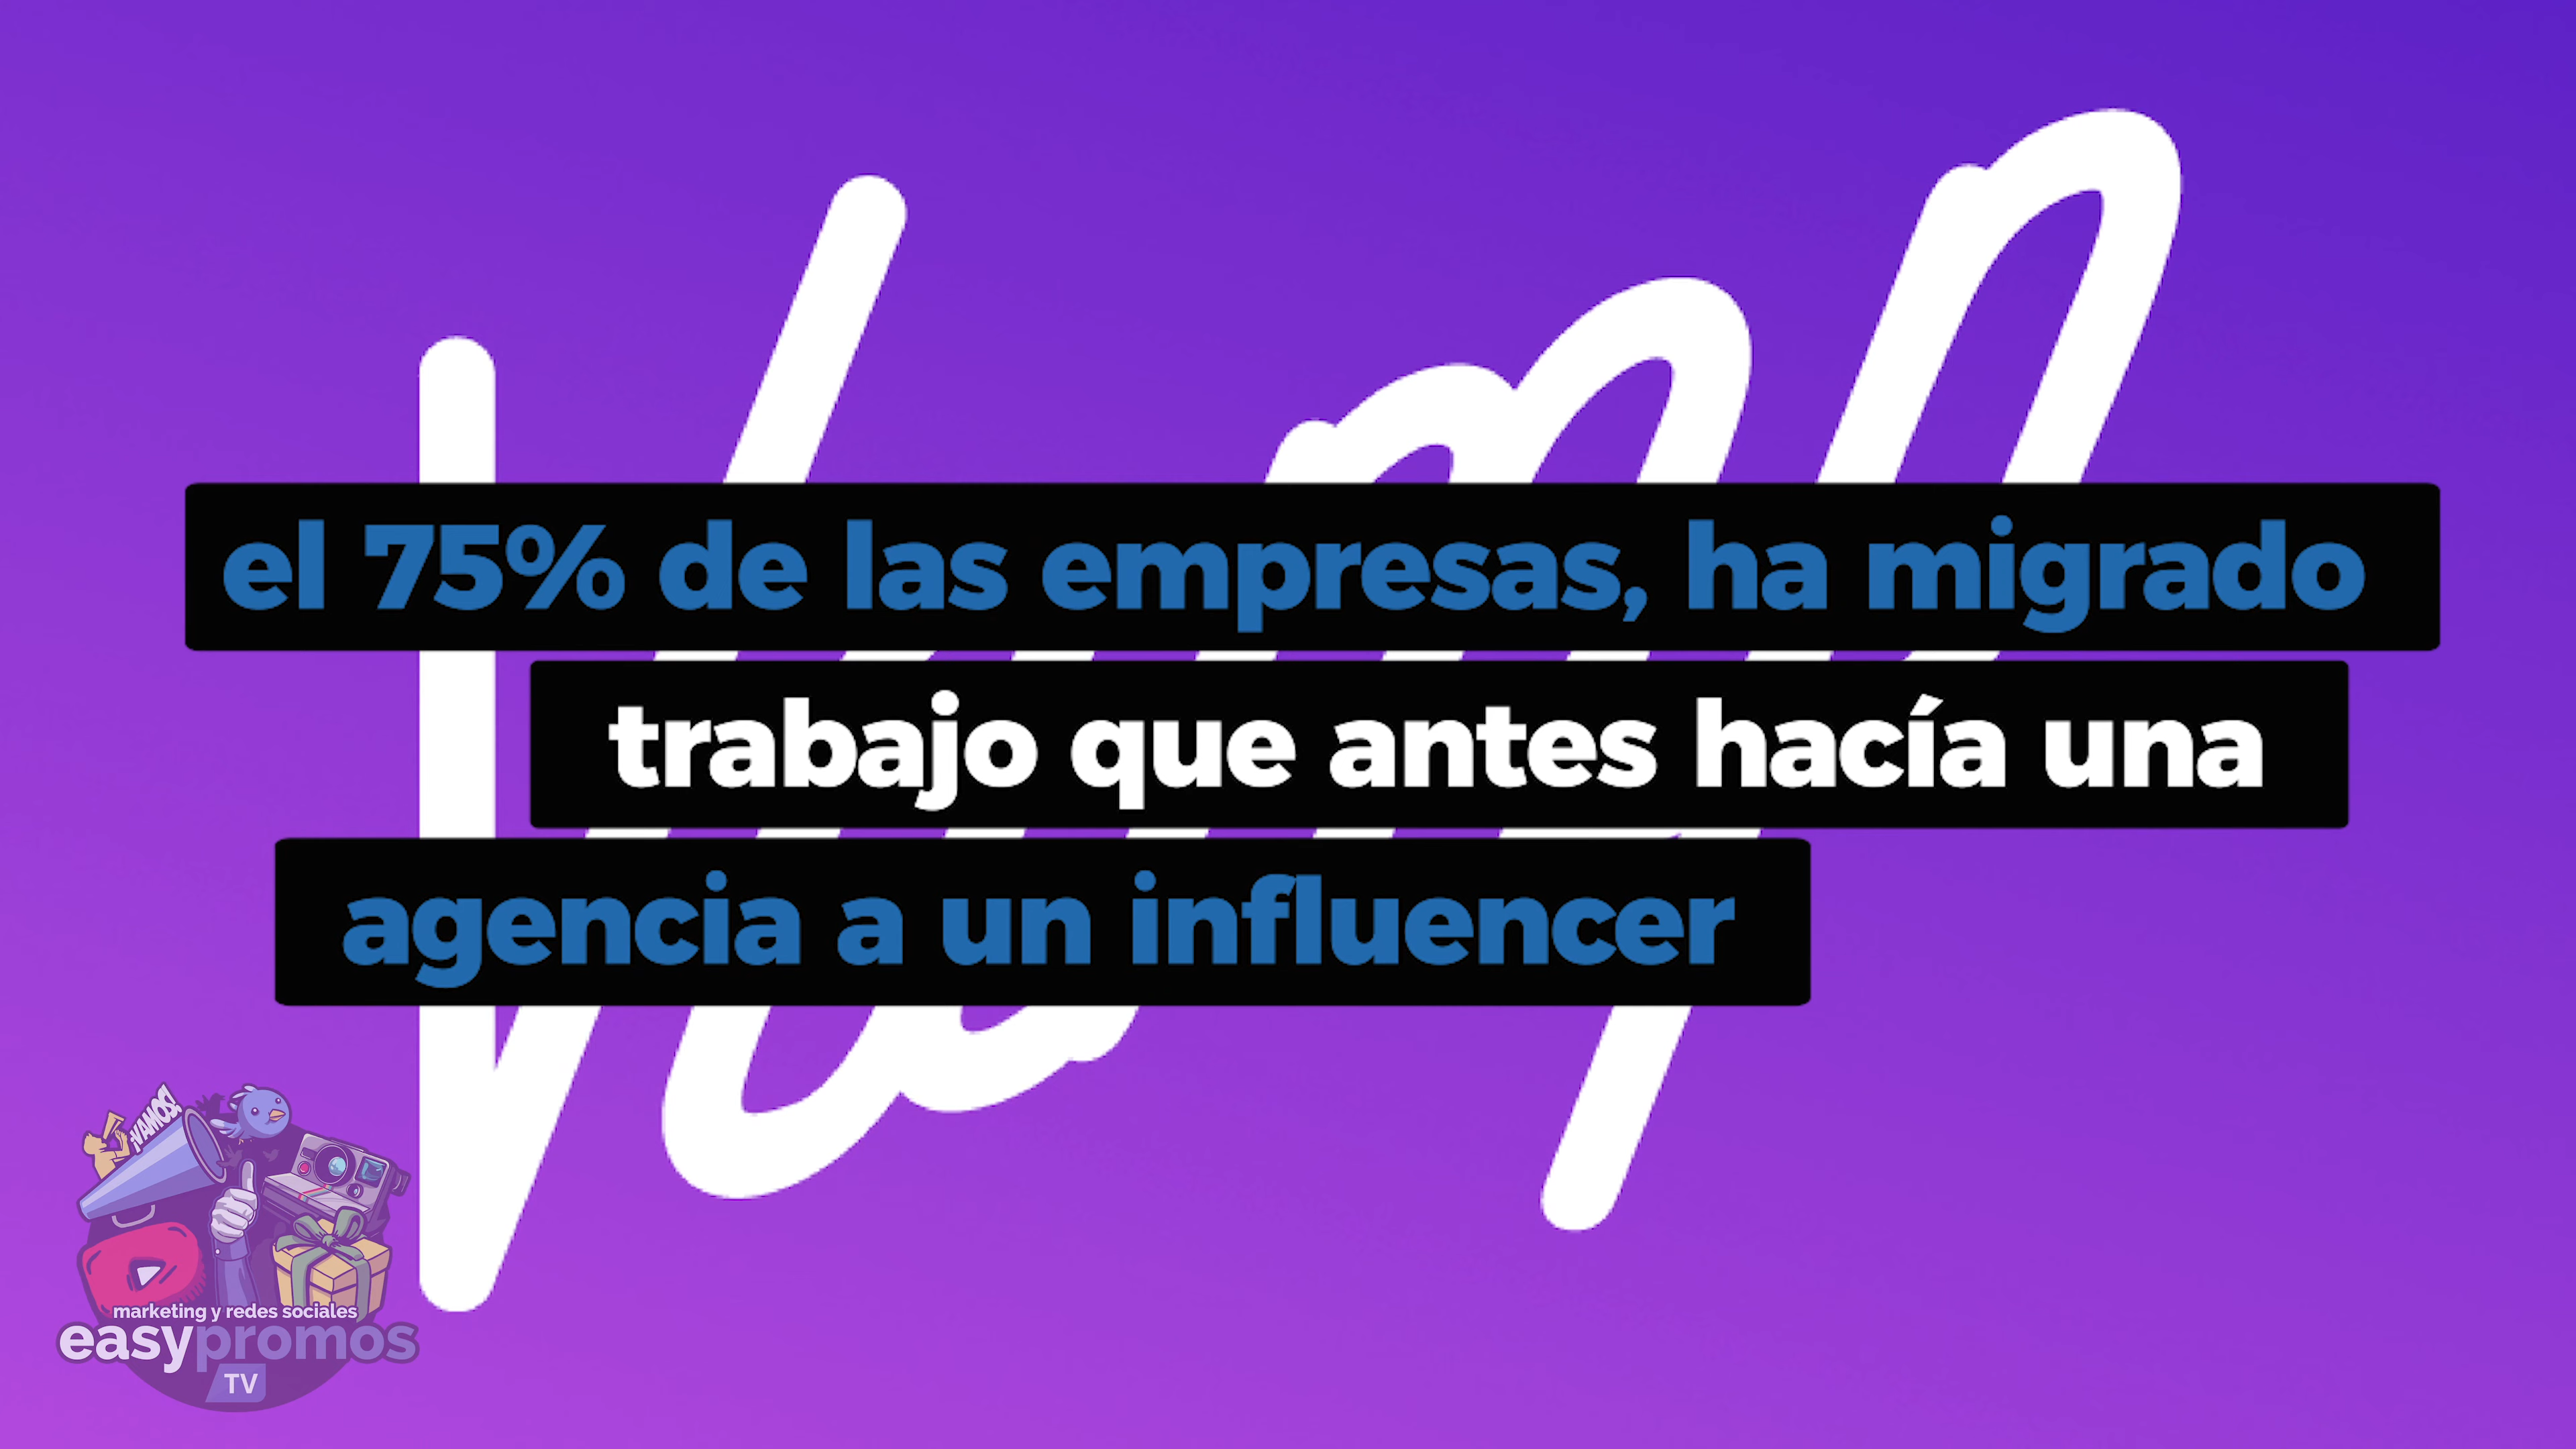 el 75% de las empresas, ha migrado
trabajo que antes hacía una
agencia a un influencer
¡VAMOS!
marketing y redes sociales
easypromos
TV